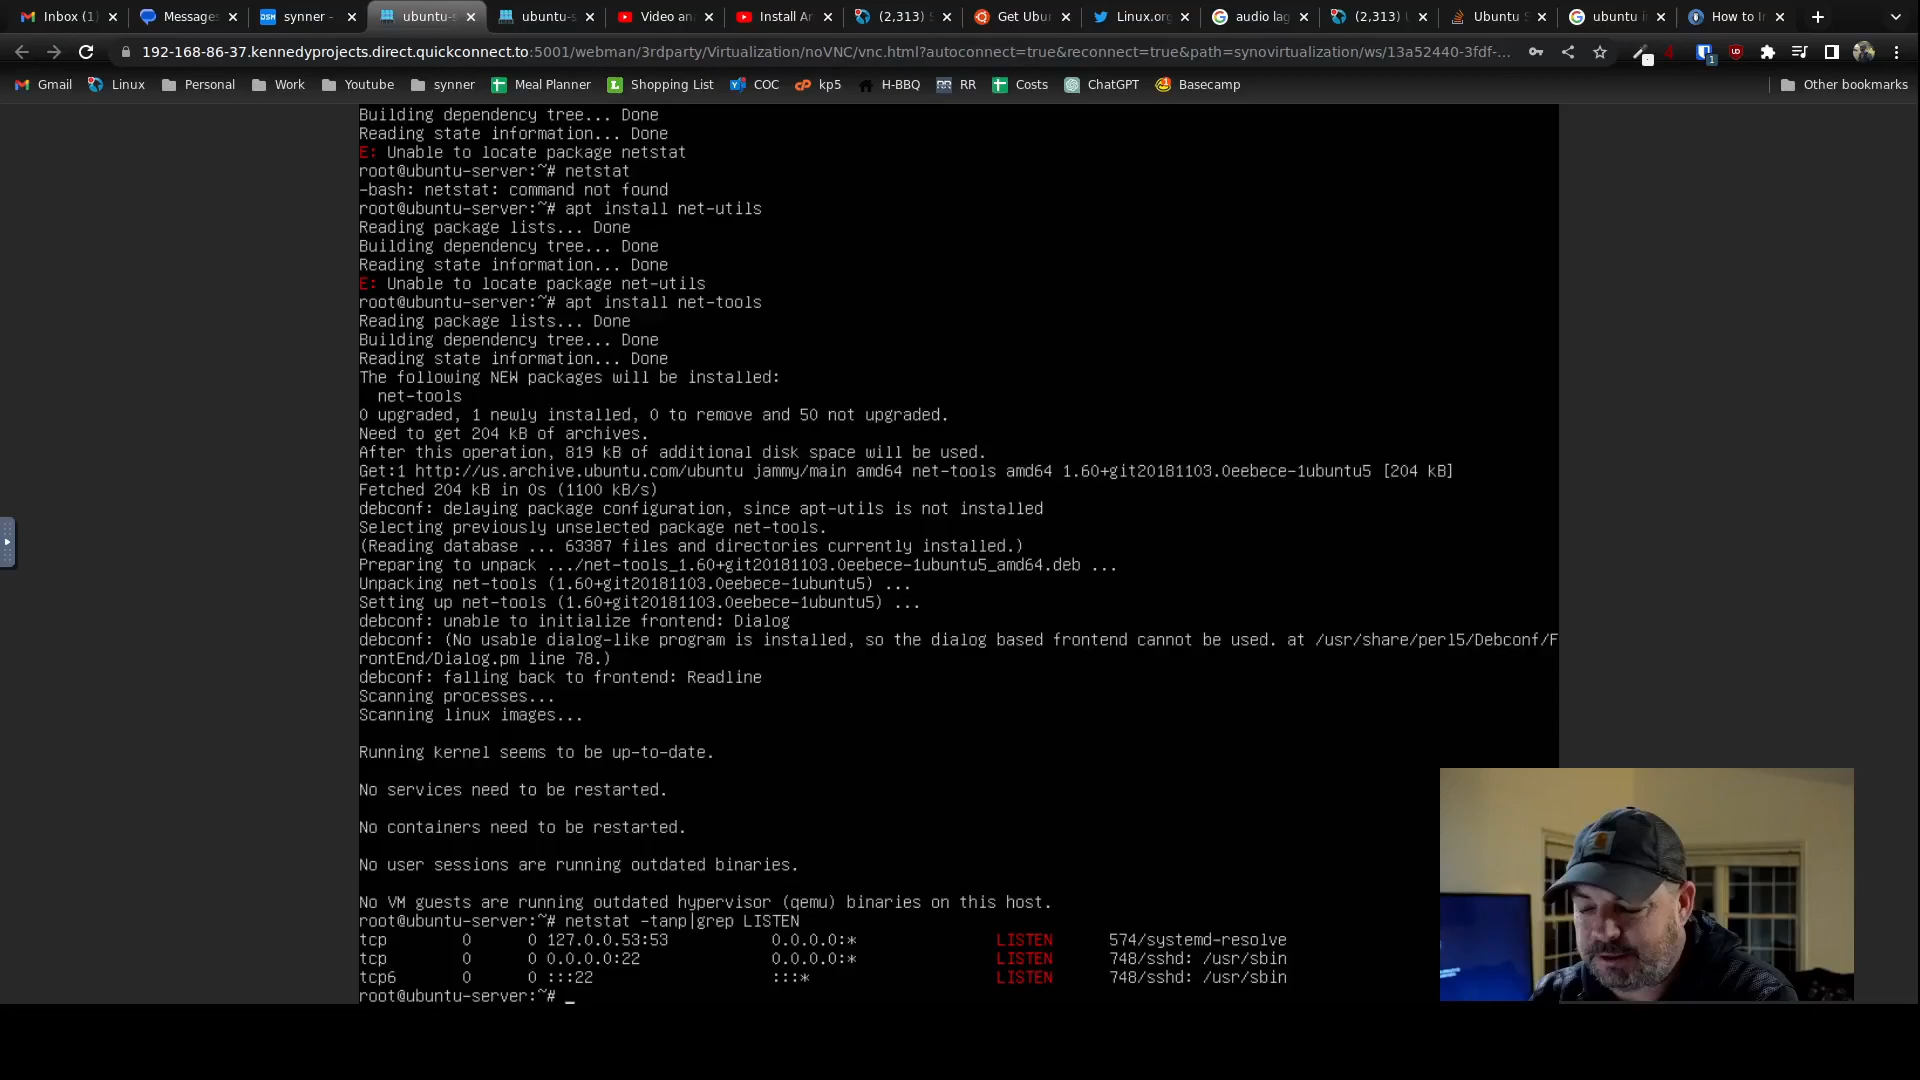 Inbox (1
Messages
synner -
ubuntu-s
ubuntu-s
Video an
Install Ar
(2,313) S
Get Ubu
Linux.org
audio lag
(2,313) L
Ubuntu S
ubuntu i
How to In
192-168-86-37.kennedyprojects.direct.quickconnect.to:5001/webman/3rdparty/Virtualization/noVNC/vnc.html?autoconnect=true&reconnect=true&path=synovirtualization/ws/13a52440-3fdf-...
Gmail Linux Personal Work Youtube synner Meal Planner Shopping List COC kp5 H-BBQ RR Costs ChatGPT Basecamp Other bookmarks
Building dependency tree... Done
Reading state information... Done
E: Unable to locate package netstat
root@ubuntu-server:~# netstat
-bash: netstat: command not found
root@ubuntu-server:~# apt install net-utils
Reading package lists... Done
Building dependency tree... Done
Reading state information... Done
E: Unable to locate package net-utils
root@ubuntu-server:~# apt install net-tools
Reading package lists... Done
Building dependency tree... Done
Reading state information... Done
The following NEW packages will be installed:
  net-tools
0 upgraded, 1 newly installed, 0 to remove and 50 not upgraded.
Need to get 204 kB of archives.
After this operation, 819 kB of additional disk space will be used.
Get:1 http://us.archive.ubuntu.com/ubuntu jammy/main amd64 net-tools amd64 1.60+git20181103.0eebece-1ubuntu5 [204 kB]
Fetched 204 kB in 0s (1100 kB/s)
debconf: delaying package configuration, since apt-utils is not installed
Selecting previously unselected package net-tools.
(Reading database ... 63387 files and directories currently installed.)
Preparing to unpack .../net-tools_1.60+git20181103.0eebece-1ubuntu5_amd64.deb ...
Unpacking net-tools (1.60+git20181103.0eebece-1ubuntu5) ...
Setting up net-tools (1.60+git20181103.0eebece-1ubuntu5) ...
debconf: unable to initialize frontend: Dialog
debconf: (No usable dialog-like program is installed, so the dialog based frontend cannot be used. at /usr/share/perl5/Debconf/F
rontEnd/Dialog.pm line 78.)
debconf: falling back to frontend: Readline
Scanning processes...
Scanning linux images...
Running kernel seems to be up-to-date.
No services need to be restarted.
No containers need to be restarted.
No user sessions are running outdated binaries.
No VM guests are running outdated hypervisor (qemu) binaries on this host.
root@ubuntu-server:~# netstat -tanp|grep LISTEN
tcp        0      0 127.0.0.53:53           0.0.0.0:*               LISTEN      574/systemd-resolve
tcp        0      0 0.0.0.0:22              0.0.0.0:*               LISTEN      748/sshd: /usr/sbin
tcp6       0      0 :::22                   :::*                    LISTEN      748/sshd: /usr/sbin
root@ubuntu-server:~# _